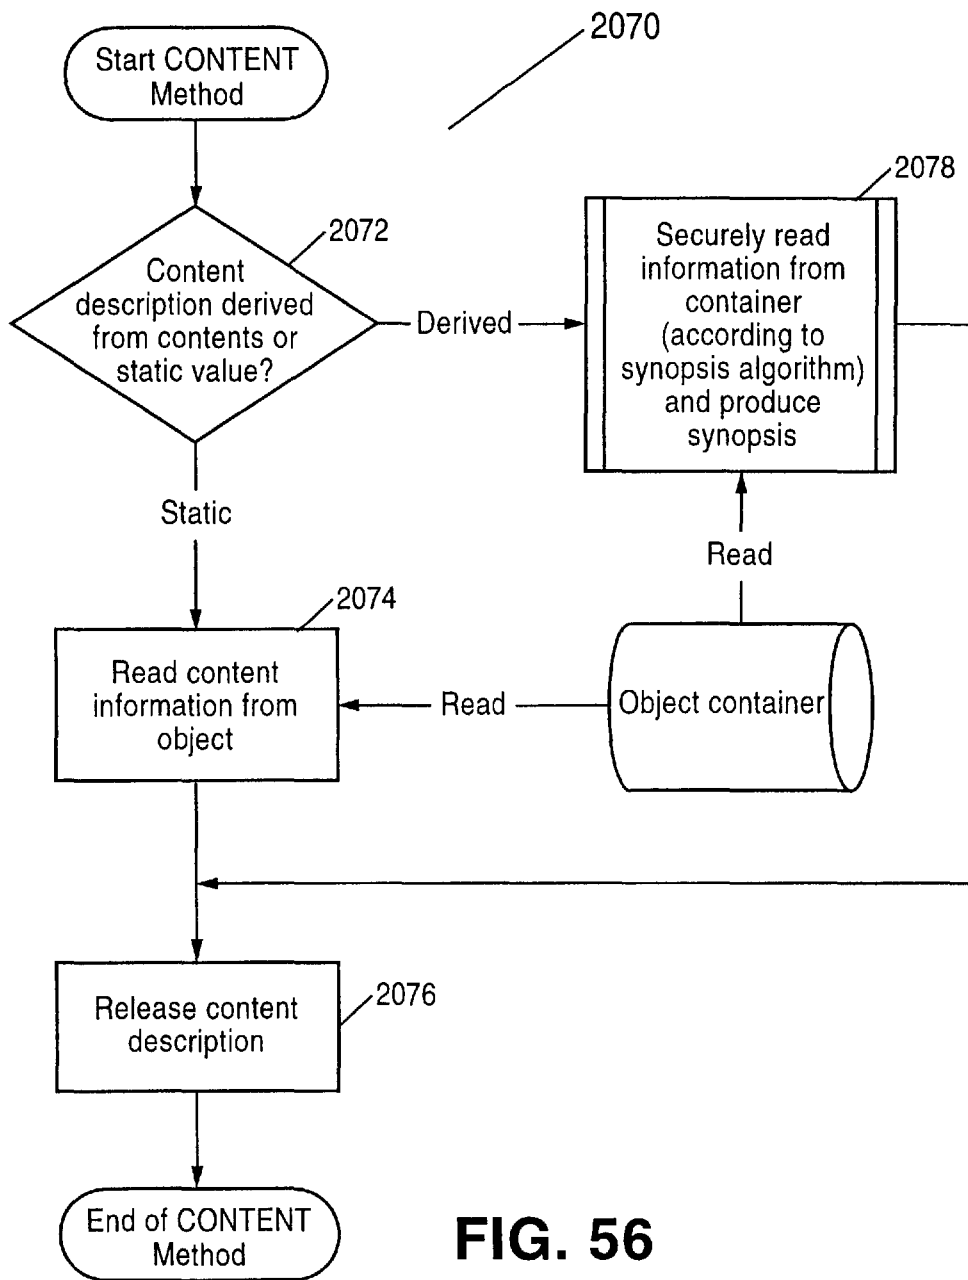 2070
Start CONTENT
Method
2072
Content
description derived
from contents or
static value?
Derived
2078
Securely read
information from
container
(according to
synopsis algorithm)
and produce
synopsis
Static
Read
2074
Read content
information from
object
Read
Object container
2076
Release content
description
End of CONTENT
Method
FIG. 56